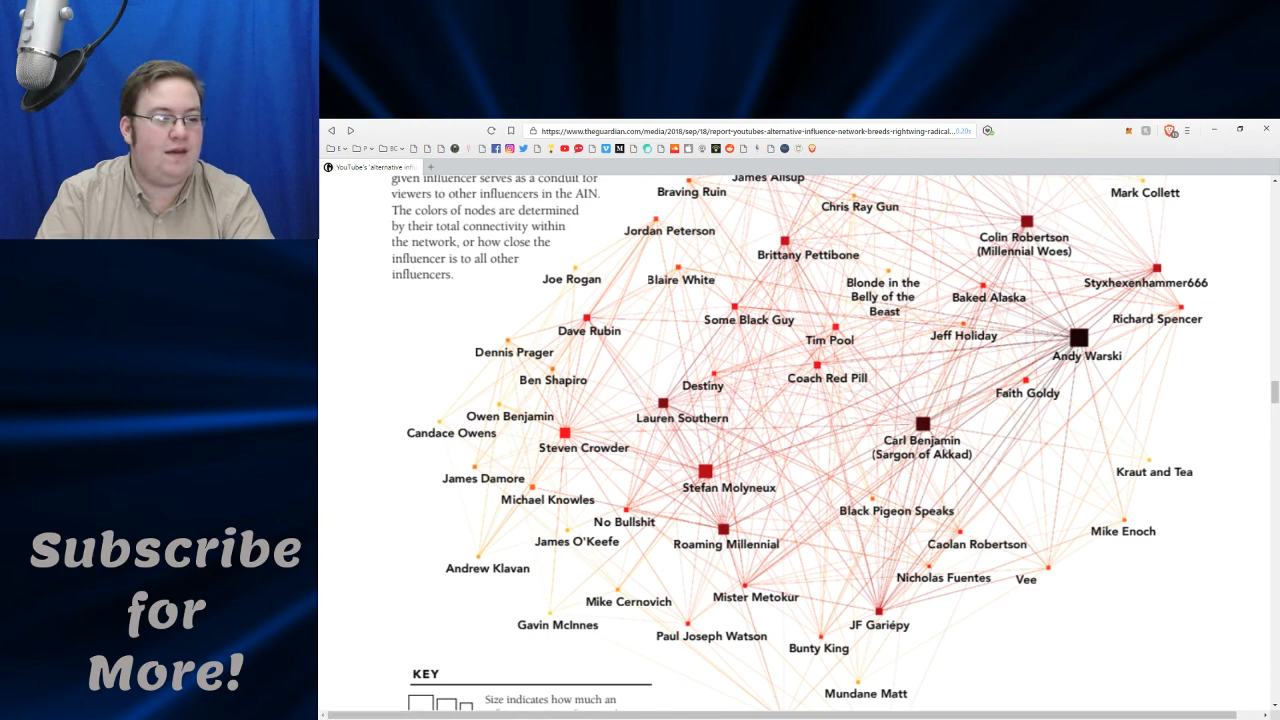 https://www.theguardian.com/media/2018/sep/18/report-youtubes-alternative-influence-network-breeds-rightwing-radical... 0.20s
YouTube's 'alternative influ
given influencer serves as a conduit for
viewers to other influencers in the AIN.
The colors of nodes are determined
by their total connectivity within
the network, or how close the
influencer is to all other
influencers.
James Allsup
Braving Ruin
Mark Collett
Chris Ray Gun
Jordan Peterson
Colin Robertson
(Millennial Woes)
Brittany Pettibone
Joe Rogan
Blaire White
Blonde in the
Belly of the
Beast
Styxhexenhammer666
Baked Alaska
Richard Spencer
Some Black Guy
Dave Rubin
Tim Pool
Jeff Holiday
Dennis Prager
Andy Warski
Ben Shapiro
Destiny
Coach Red Pill
Faith Goldy
Owen Benjamin
Lauren Southern
Candace Owens
Steven Crowder
Carl Benjamin
(Sargon of Akkad)
Kraut and Tea
James Damore
Stefan Molyneux
Michael Knowles
Black Pigeon Speaks
No Bullshit
Mike Enoch
James O'Keefe
Roaming Millennial
Caolan Robertson
Andrew Klavan
Nicholas Fuentes
Vee
Mike Cernovich
Mister Metokur
Gavin McInnes
JF Gariépy
Paul Joseph Watson
Bunty King
Mundane Matt
KEY
Size indicates how much an
Subscribe
for
More!